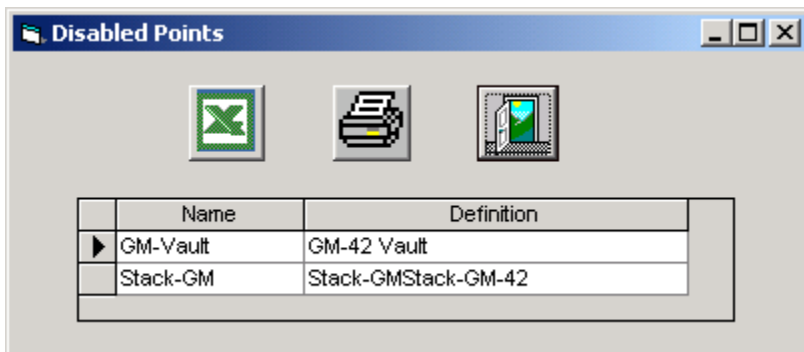 Disabled Points
Name Definition
GM-Vault GM-42 Vault
Stack-GM Stack-GMStack-GM-42